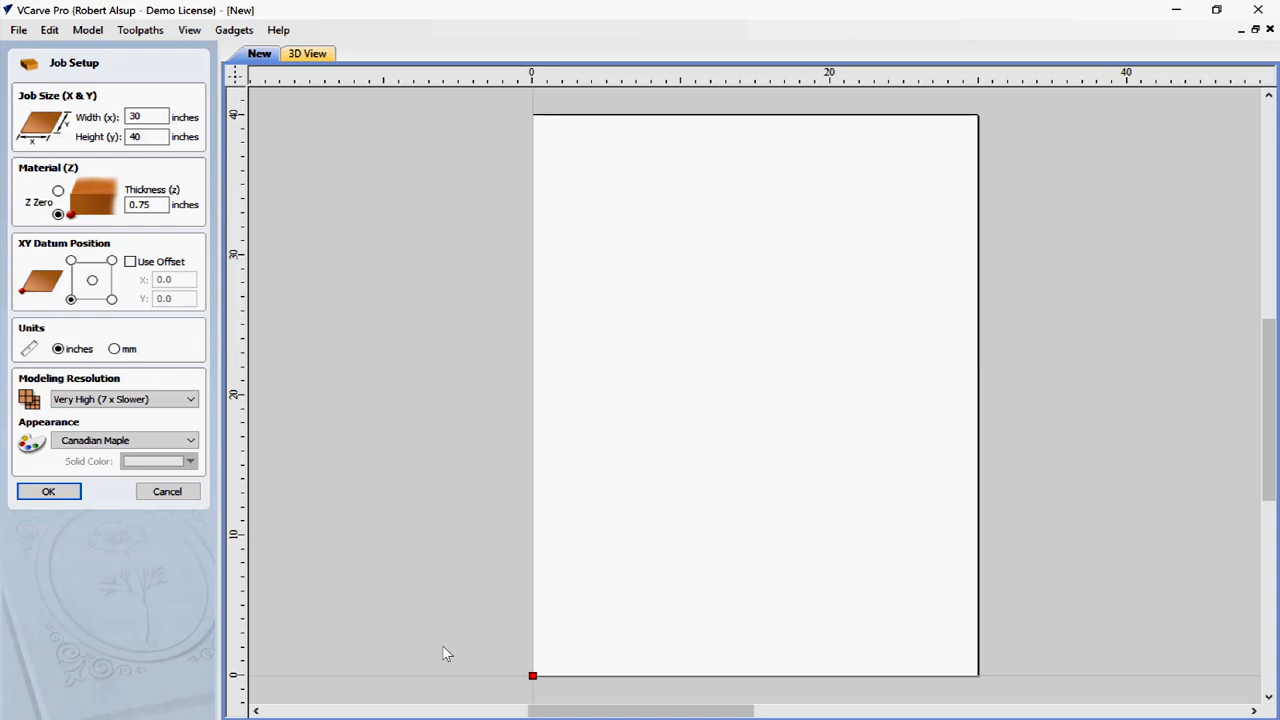 VCarve Pro {Robert Alsup - Demo License} - [New]
File Edit Model Toolpaths View Gadgets Help
New 3D View
Job Setup
Job Size (X & Y)
Width (x): 30 inches
Height (y): 40 inches
X Y
Material (Z)
Thickness (z)
Z Zero
0.75 inches
XY Datum Position
Use Offset
X: 0.0
Y: 0.0
Units
inches mm
Modeling Resolution
Very High (7 x Slower)
Appearance
Canadian Maple
Solid Color:
OK Cancel
0 20 40
40
30
20
10
0